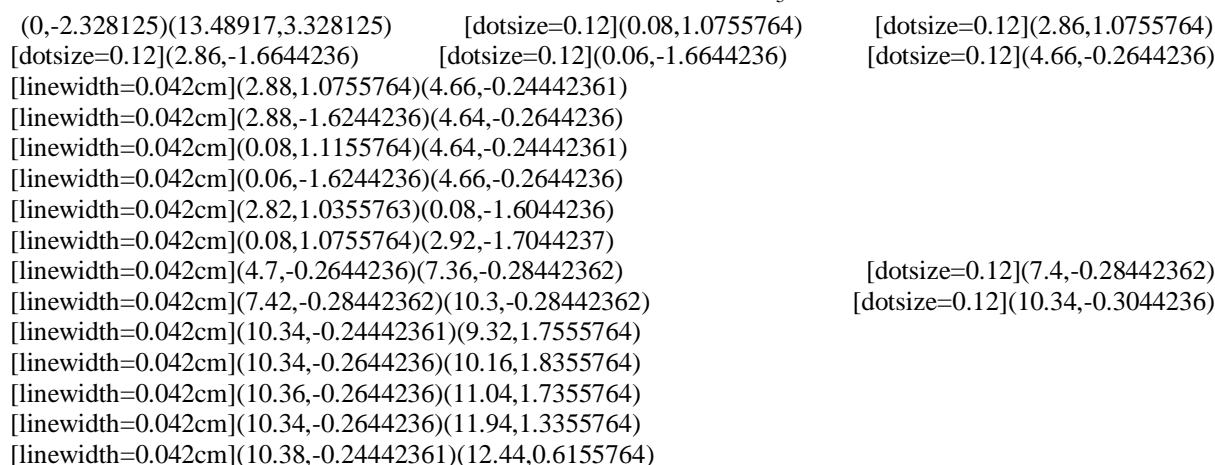 (0,-2.328125)(13.48917,3.328125) [dotsize=0.12](0.08,1.0755764) [dotsize=0.12](2.86,1.0755764)
[dotsize=0.12](2.86,-1.6644236) [dotsize=0.12](0.06,-1.6644236) [dotsize=0.12](4.66,-0.2644236)
[linewidth=0.042cm](2.88,1.0755764)(4.66,-0.24442361)
[linewidth=0.042cm](2.88,-1.6244236)(4.64,-0.2644236)
[linewidth=0.042cm](0.08,1.1155764)(4.64,-0.24442361)
[linewidth=0.042cm](0.06,-1.6244236)(4.66,-0.2644236)
[linewidth=0.042cm](2.82,1.0355763)(0.08,-1.6044236)
[linewidth=0.042cm](0.08,1.0755764)(2.92,-1.7044237)
[linewidth=0.042cm](4.7,-0.2644236)(7.36,-0.28442362) [dotsize=0.12](7.4,-0.28442362)
[linewidth=0.042cm](7.42,-0.28442362)(10.3,-0.28442362) [dotsize=0.12](10.34,-0.3044236)
[linewidth=0.042cm](10.34,-0.24442361)(9.32,1.7555764)
[linewidth=0.042cm](10.34,-0.2644236)(10.16,1.8355764)
[linewidth=0.042cm](10.36,-0.2644236)(11.04,1.7355764)
[linewidth=0.042cm](10.34,-0.2644236)(11.94,1.3355764)
[linewidth=0.042cm](10.38,-0.24442361)(12.44,0.6155764)